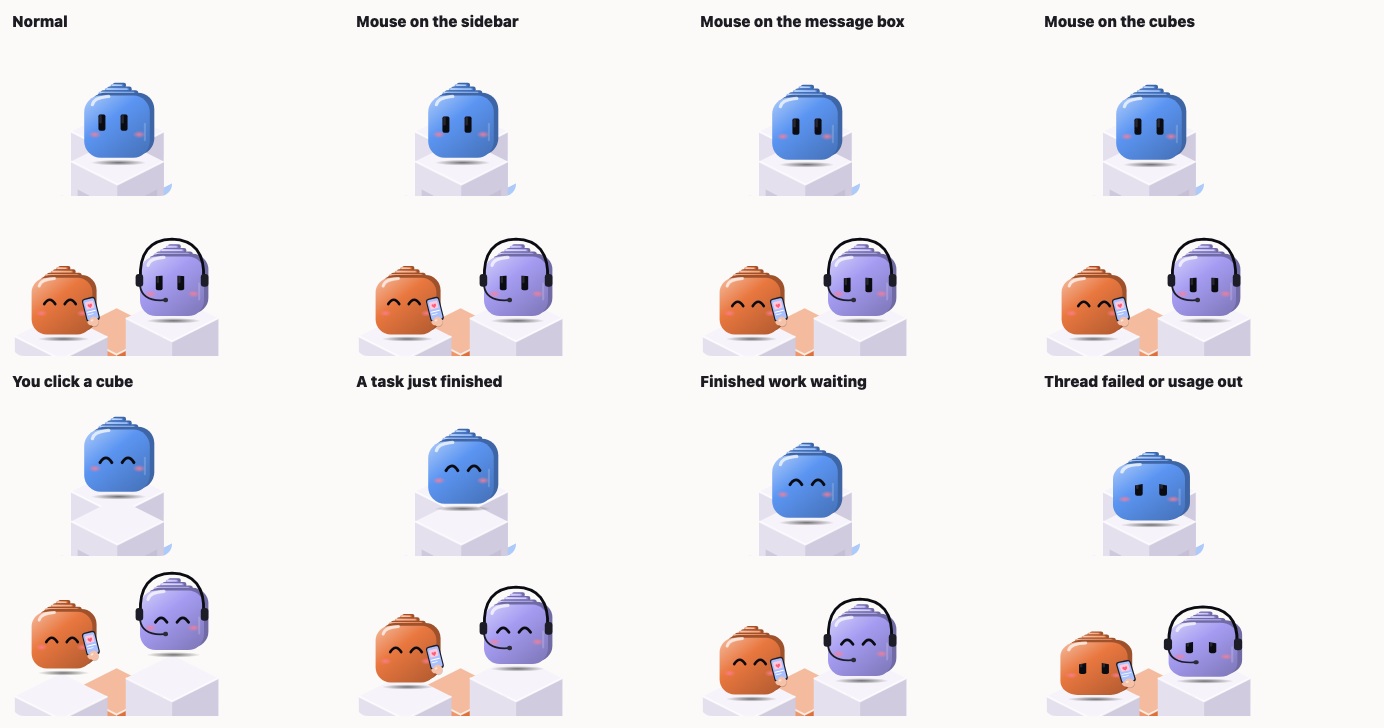 Normal
Mouse on the sidebar
Mouse on the message box
Mouse on the cubes
You click a cube
A task just finished
Finished work waiting
Thread failed or usage out